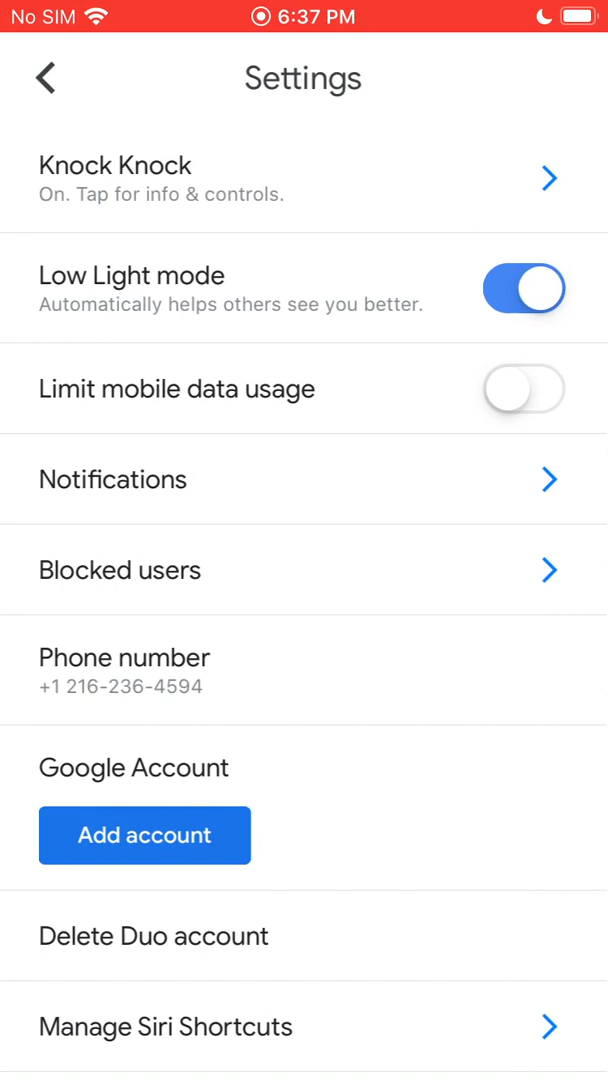 No SIM 6:37 PM
Settings
Knock Knock
On. Tap for info & controls.
Low Light mode
Automatically helps others see you better.
Limit mobile data usage
Notifications
Blocked users
Phone number
+1 216-236-4594
Google Account
Add account
Delete Duo account
Manage Siri Shortcuts